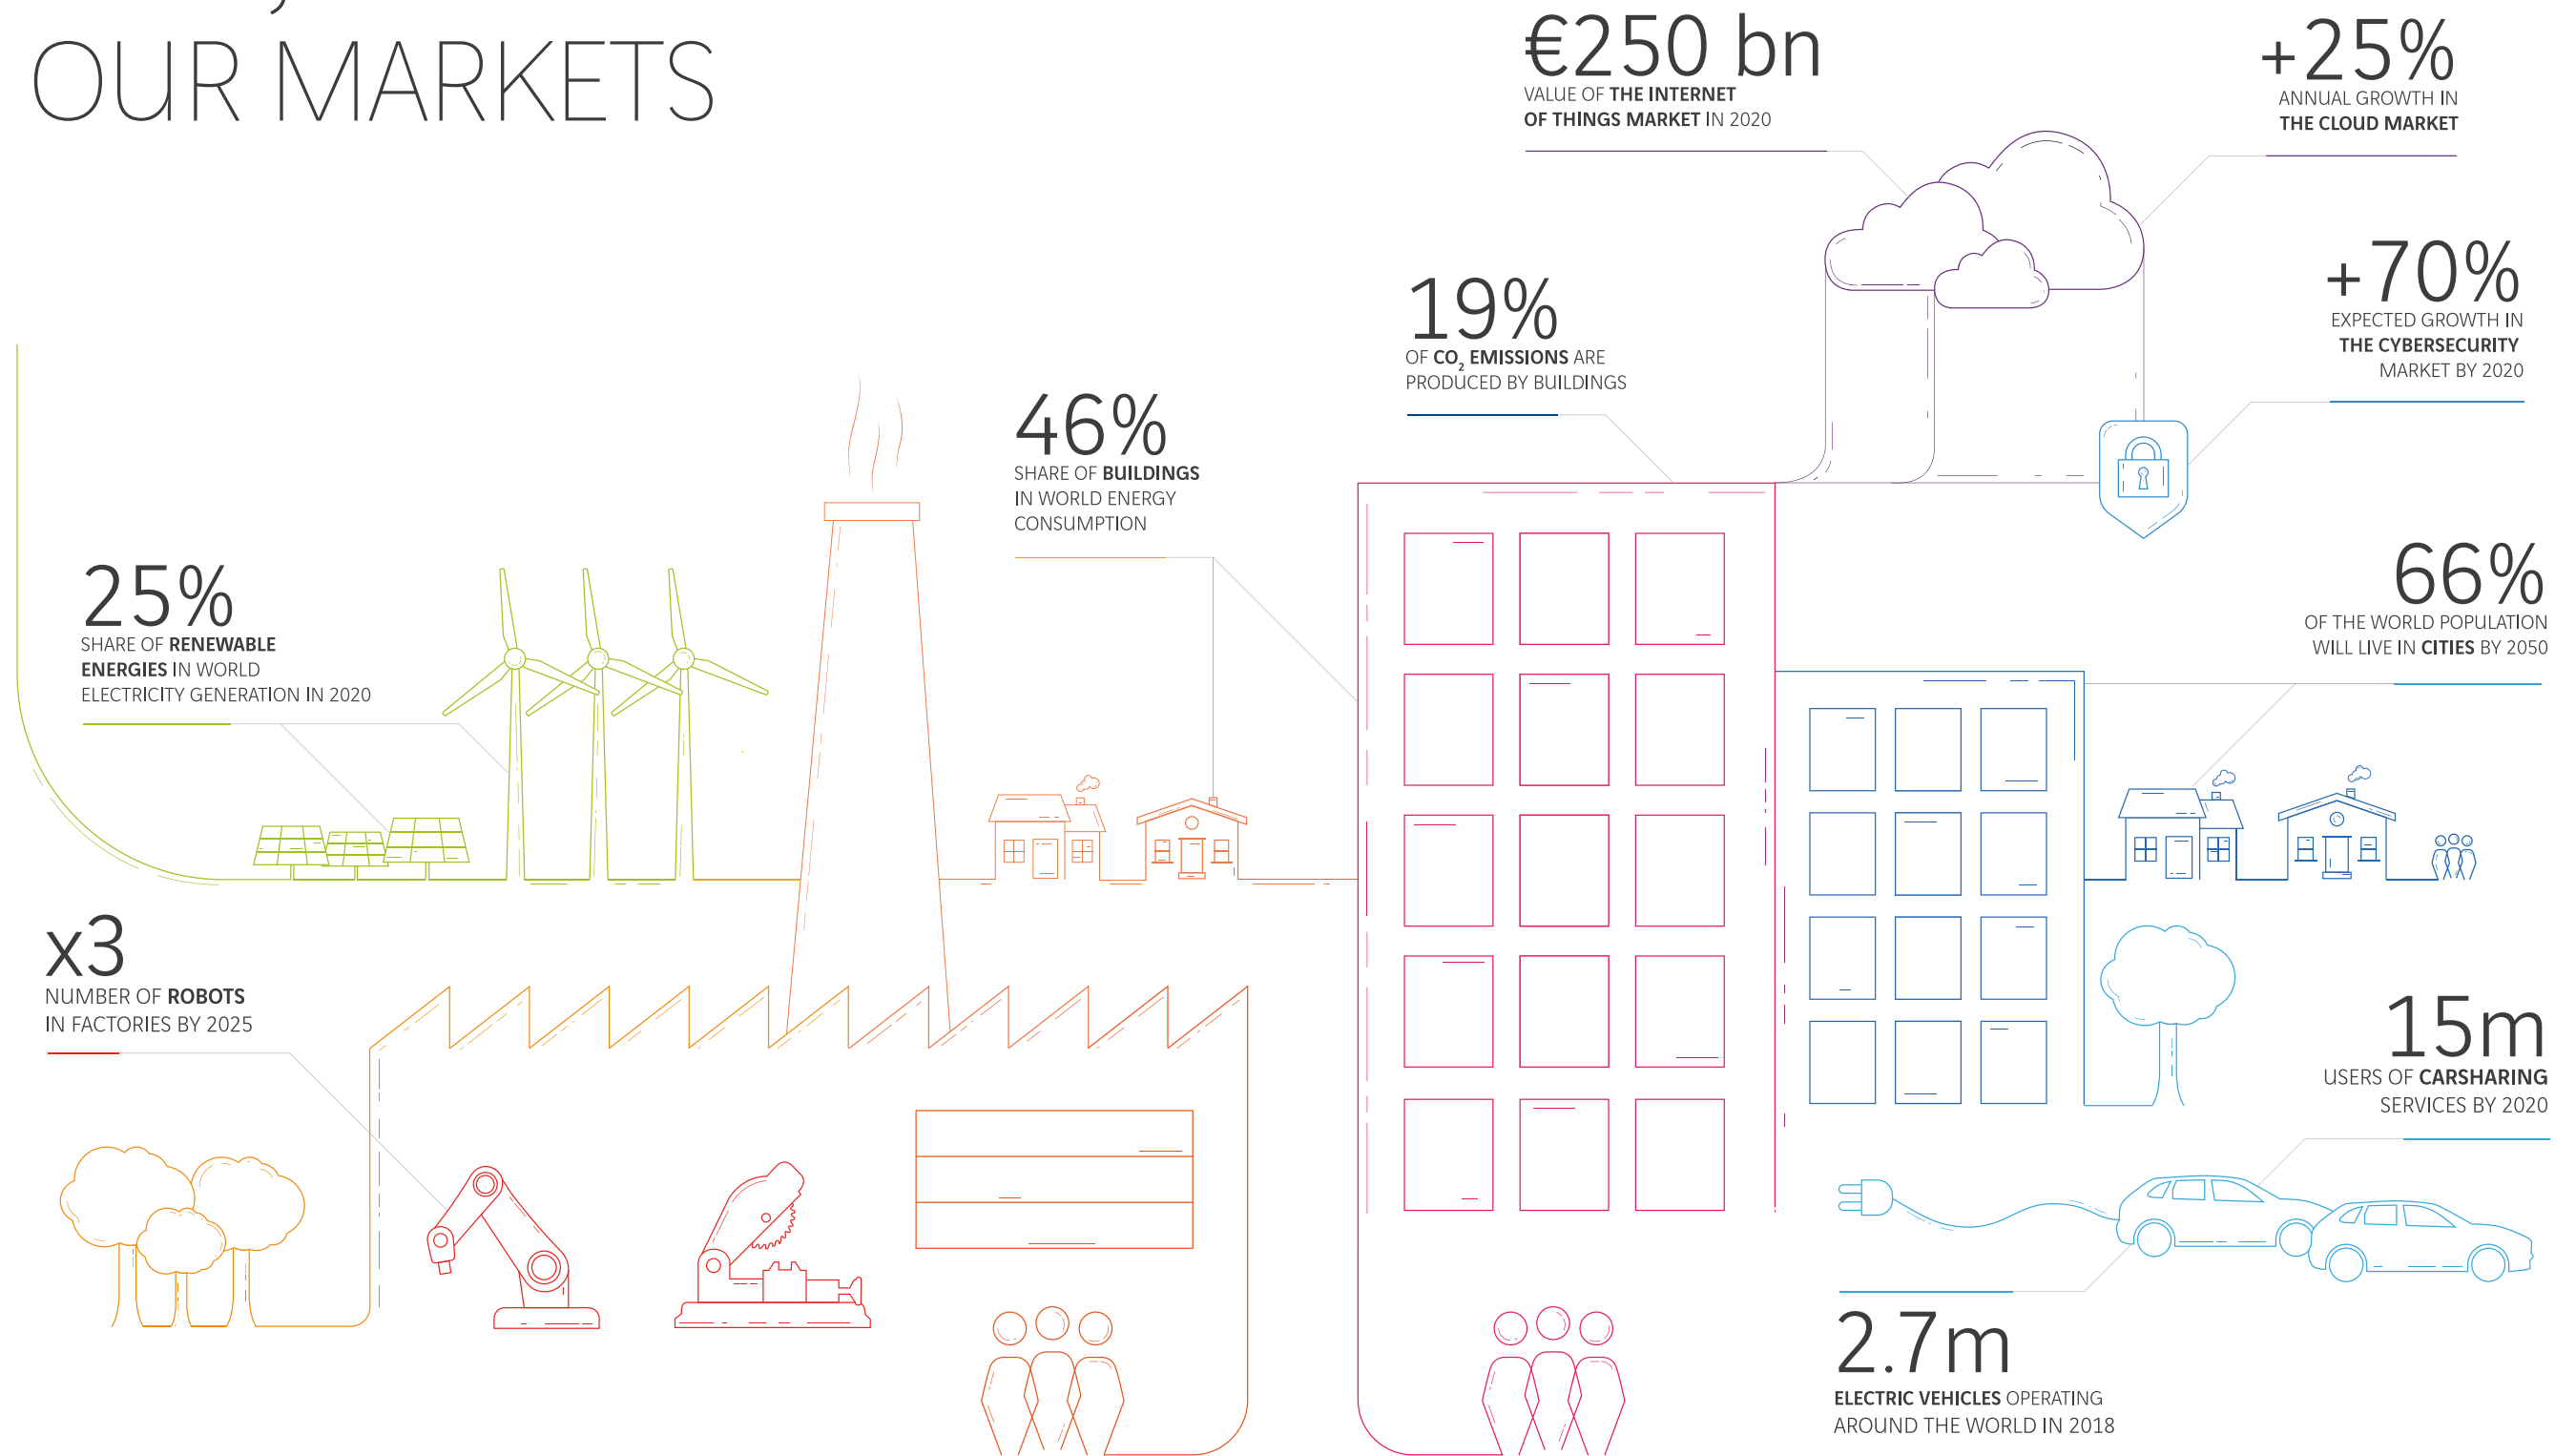 OUR MARKETS
€250 bn
VALUE OF THE INTERNET
OF THINGS MARKET IN 2020
+25%
ANNUAL GROWTH IN
THE CLOUD MARKET
+70%
EXPECTED GROWTH IN
THE CYBERSECURITY
MARKET BY 2020
19%
OF CO₂ EMISSIONS ARE
PRODUCED BY BUILDINGS
46%
SHARE OF BUILDINGS
IN WORLD ENERGY
CONSUMPTION
25%
SHARE OF RENEWABLE
ENERGIES IN WORLD
ELECTRICITY GENERATION IN 2020
66%
OF THE WORLD POPULATION
WILL LIVE IN CITIES BY 2050
x3
NUMBER OF ROBOTS
IN FACTORIES BY 2025
15m
USERS OF CARSHARING
SERVICES BY 2020
2.7m
ELECTRIC VEHICLES OPERATING
AROUND THE WORLD IN 2018